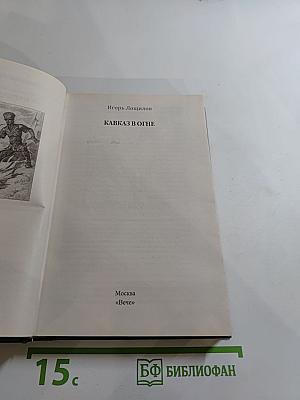 Игорь Лощилов
КАВКАЗ В ОГНЕ
Москва
«Вече»
15с
БФ БИБЛИОФАН